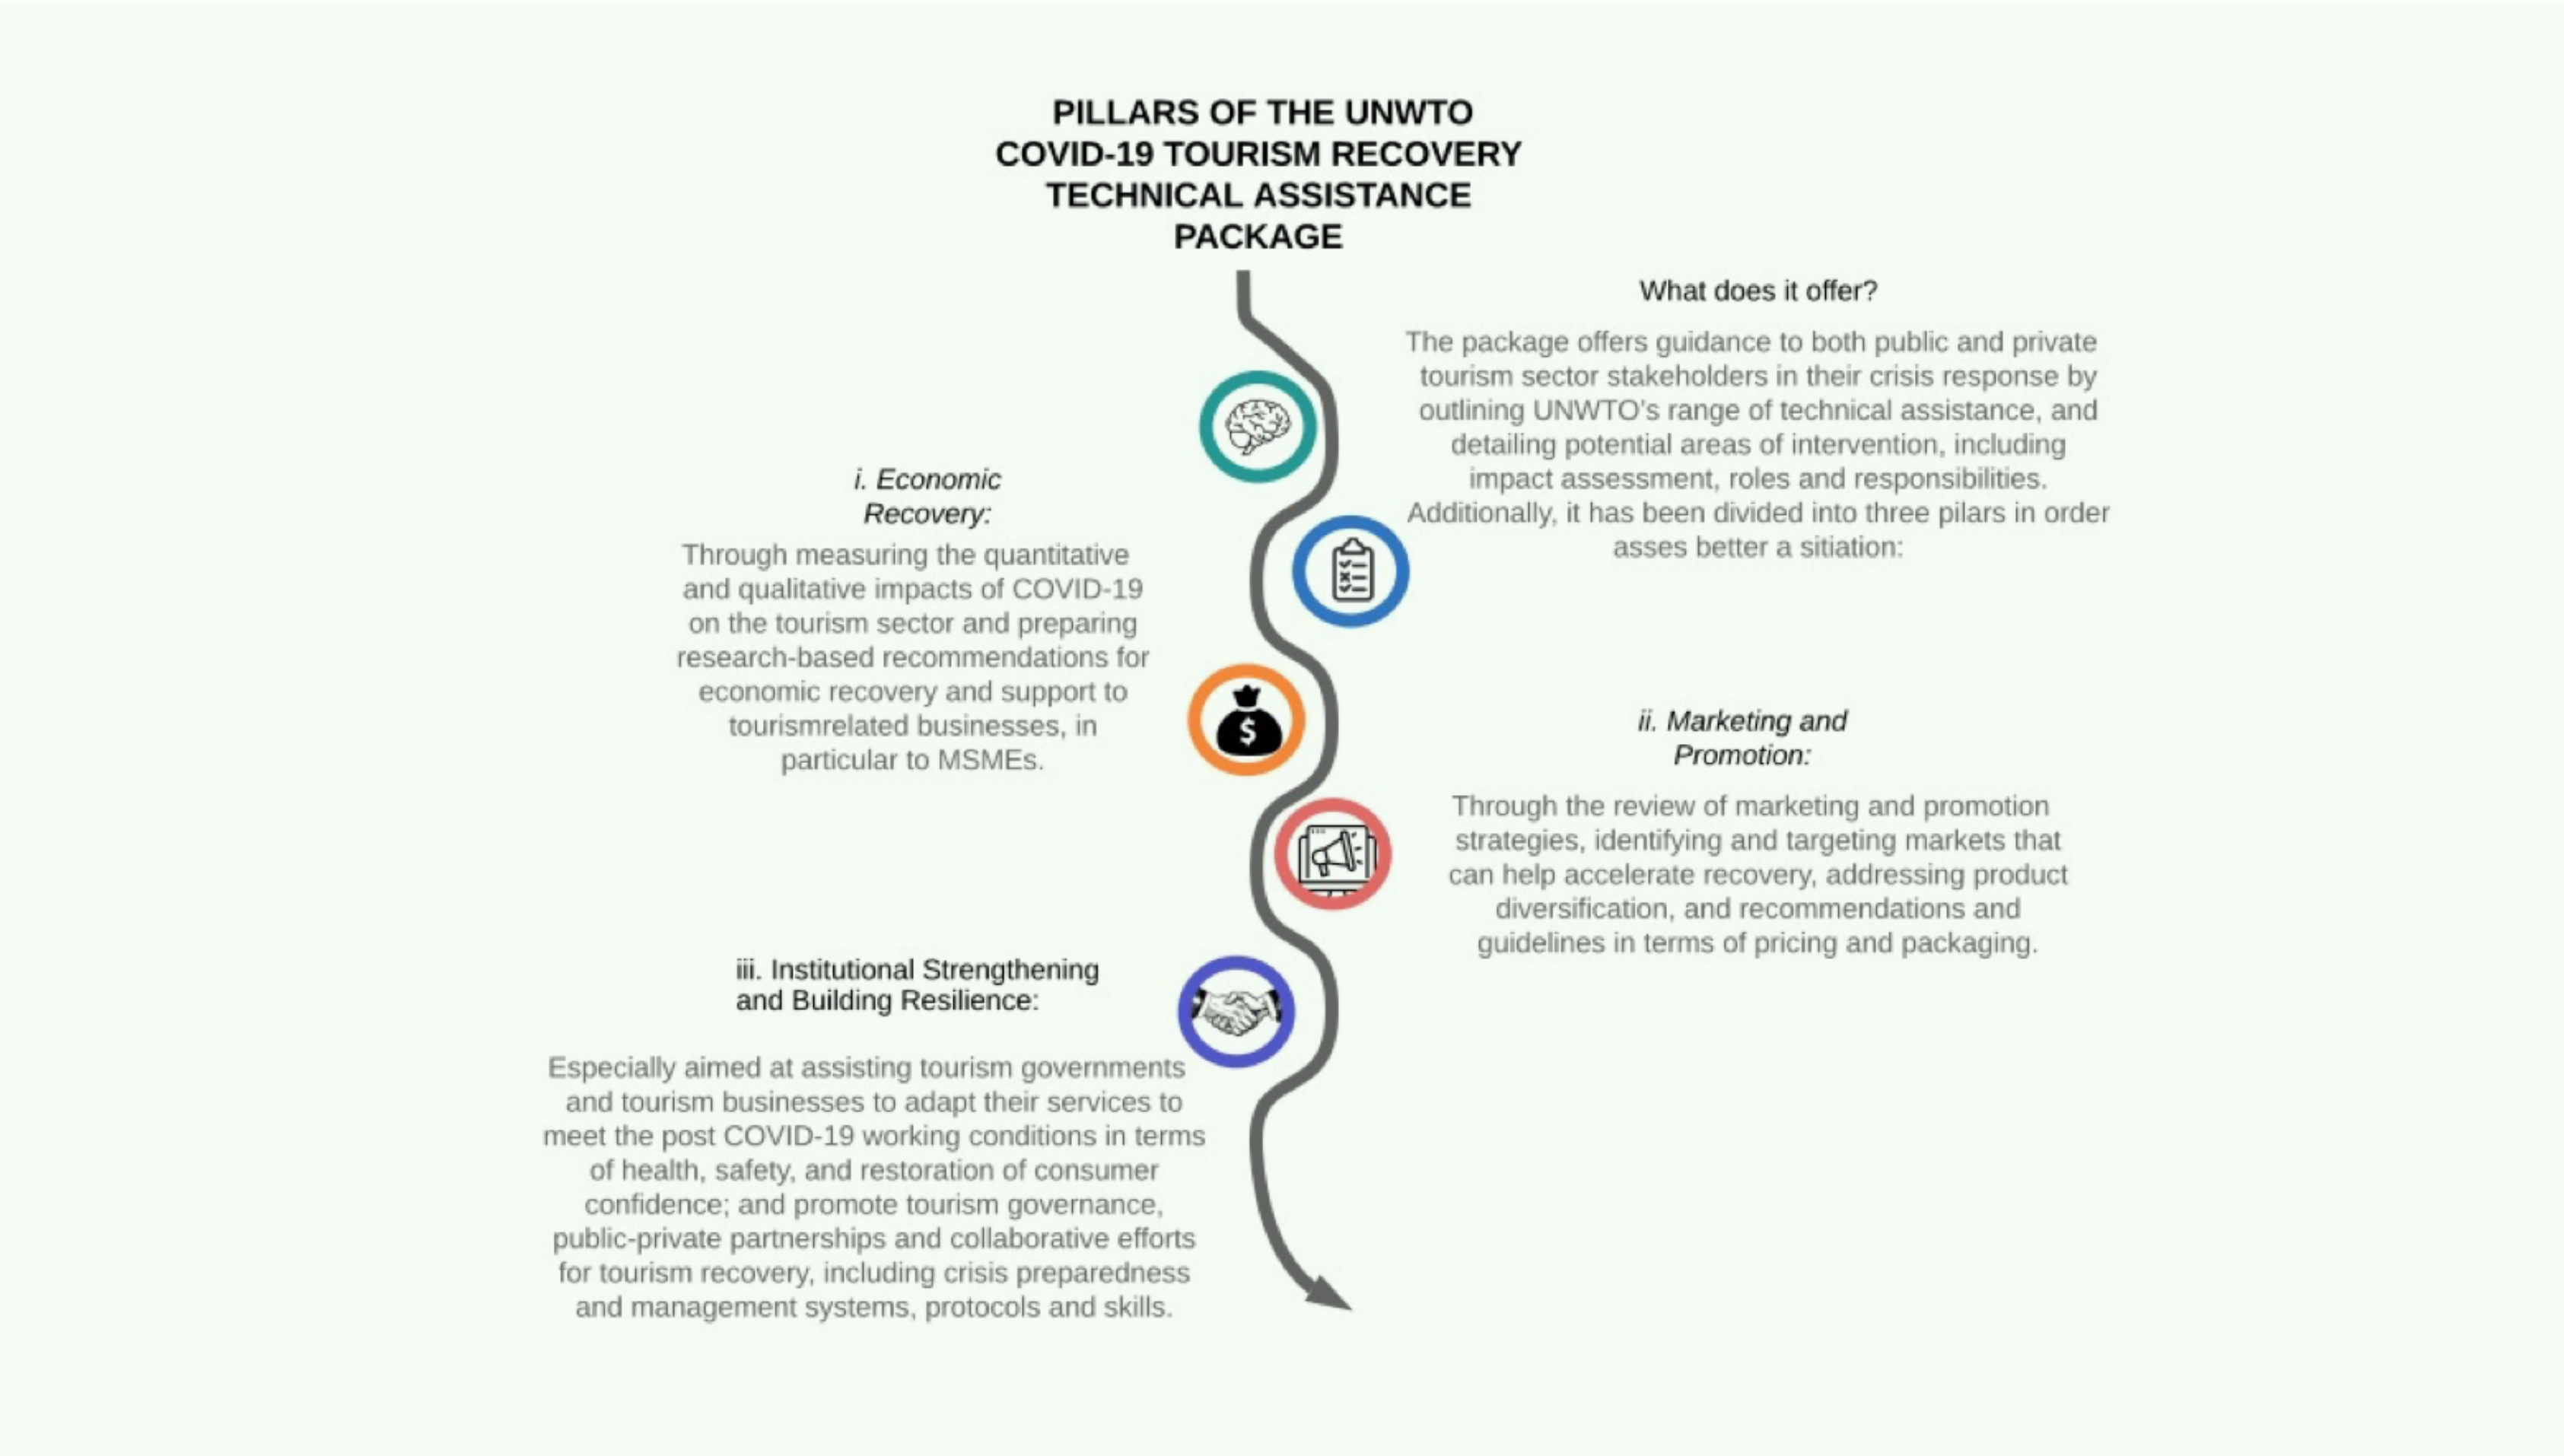 PILLARS OF THE UNWTO
COVID-19 TOURISM RECOVERY
TECHNICAL ASSISTANCE
PACKAGE
What does it offer?
The package offers guidance to both public and private
tourism sector stakeholders in their crisis response by
outlining UNWTO's range of technical assistance, and
detailing potential areas of intervention, including
impact assessment, roles and responsibilities.
Additionally, it has been divided into three pilars in order
asses better a sitiation:
i. Economic
Recovery:
Through measuring the quantitative
and qualitative impacts of COVID-19
on the tourism sector and preparing
research-based recommendations for
economic recovery and support to
tourismrelated businesses, in
particular to MSMEs.
$
ii. Marketing and
Promotion:
Through the review of marketing and promotion
strategies, identifying and targeting markets that
can help accelerate recovery, addressing product
diversification, and recommendations and
guidelines in terms of pricing and packaging.
iii. Institutional Strengthening
and Building Resilience:
Especially aimed at assisting tourism governments
and tourism businesses to adapt their services to
meet the post COVID-19 working conditions in terms
of health, safety, and restoration of consumer
confidence; and promote tourism governance,
public-private partnerships and collaborative efforts
for tourism recovery, including crisis preparedness
and management systems, protocols and skills.